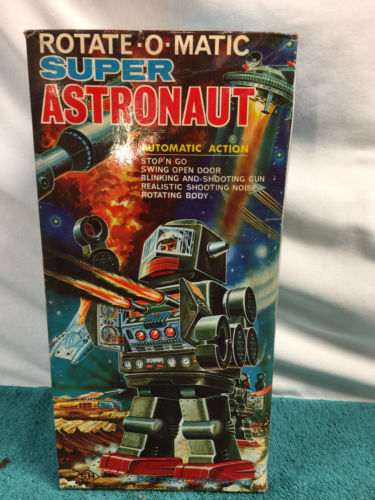 ROTATE·O·MATIC
SUPER
ASTRONAUT
AUTOMATIC ACTION
STOP'N GO
SWING OPEN DOOR
BLINKING AND SHOOTING GUN
REALISTIC SHOOTING NOISE
ROTATING BODY